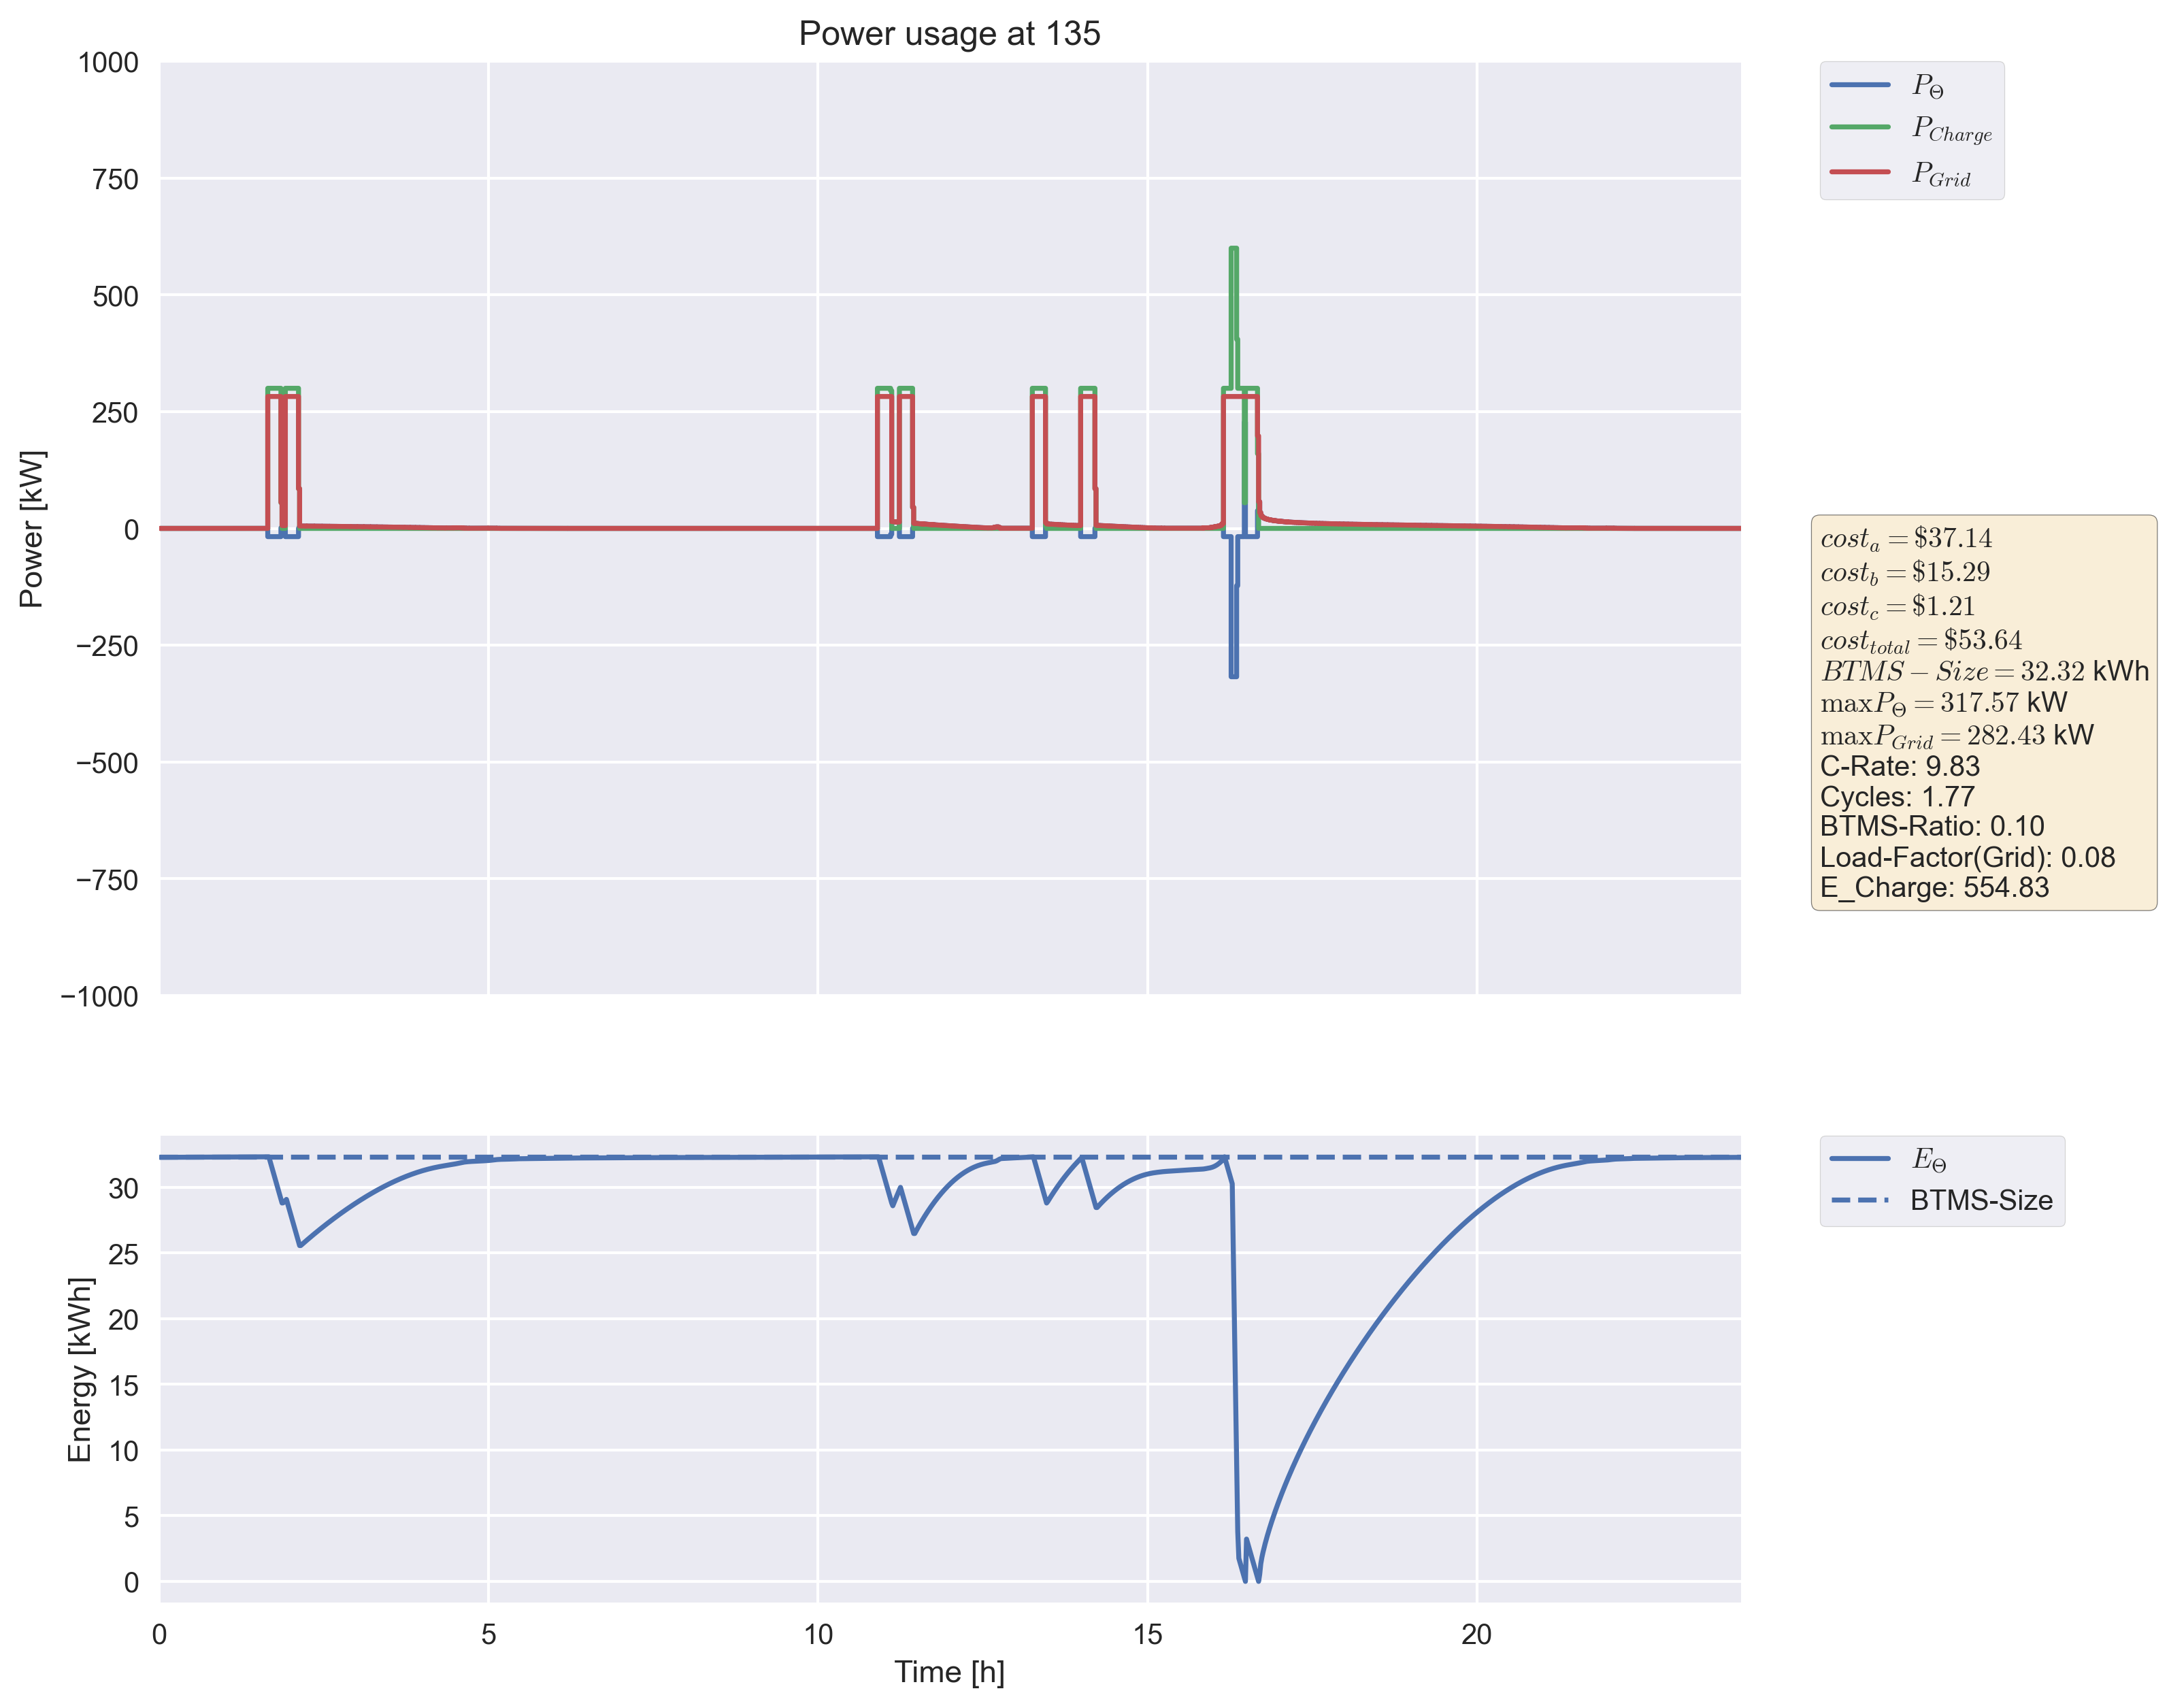 Power usage at 135
1000
750
500
250
0
−250
−500
−750
−1000
Power [kW]
P_Θ
P_Charge
P_Grid
cost_a = $37.14
cost_b = $15.29
cost_c = $1.21
cost_total = $53.64
BTMS − Size = 32.32 kWh
maxP_Θ = 317.57 kW
maxP_Grid = 282.43 kW
C-Rate: 9.83
Cycles: 1.77
BTMS-Ratio: 0.10
Load-Factor(Grid): 0.08
E_Charge: 554.83
30
25
20
15
10
5
0
Energy [kWh]
E_Θ
BTMS-Size
0 5 10 15 20
Time [h]